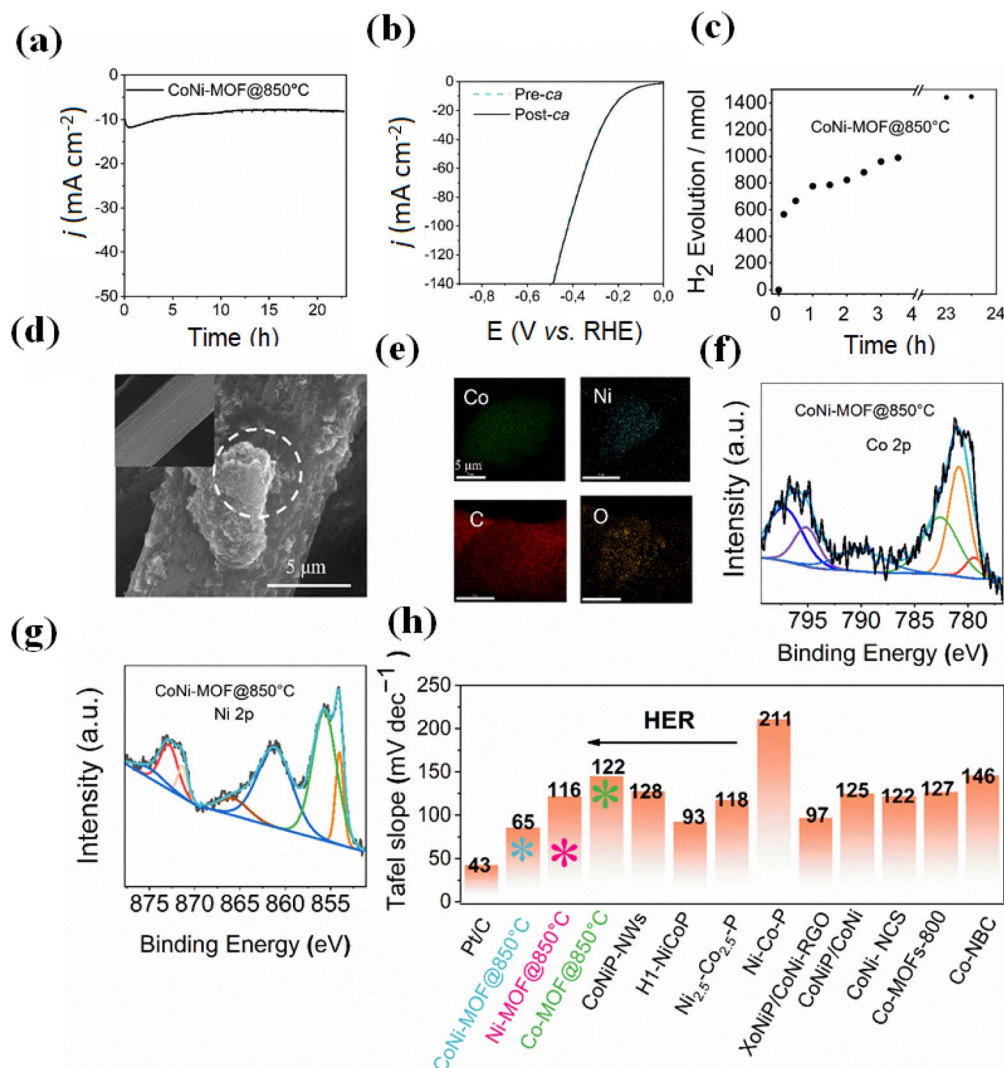 (a)
CoNi-MOF@850°C
j (mA cm-2)
0
-10
-20
-30
-40
-50
0 5 10 15 20
Time (h)
(b)
Pre-ca
Post-ca
j (mA cm-2)
0
-20
-40
-60
-80
-100
-120
-140
-0,8 -0,6 -0,4 -0,2 0,0
E (V vs. RHE)
(c)
CoNi-MOF@850°C
H2 Evolution / nmol
1400
1200
1000
800
600
400
200
0
0 1 2 3 4 23 24
Time (h)
(d)
5 μm
(e)
Co
5 μm
Ni
C
O
(f)
CoNi-MOF@850°C
Co 2p
Intensity (a.u.)
795 790 785 780
Binding Energy (eV)
(g)
CoNi-MOF@850°C
Ni 2p
Intensity (a.u.)
875 870 865 860 855
Binding Energy (eV)
(h)
Tafel slope (mV dec−1)
250
200
150
100
50
0
HER
43
65
116
122
128
93
118
211
97
125
122
127
146
Pt/C
CoNi-MOF@850°C
Ni-MOF@850°C
Co-MOF@850°C
CoNiP-NWs
H1-NliCoP
Ni2.5-Co2.5-P
Ni-Co-P
XoNiP/CoNi-RGO
CoNiP/CoNi
CoNi- NCS
Co-MOFs-800
Co-NBC